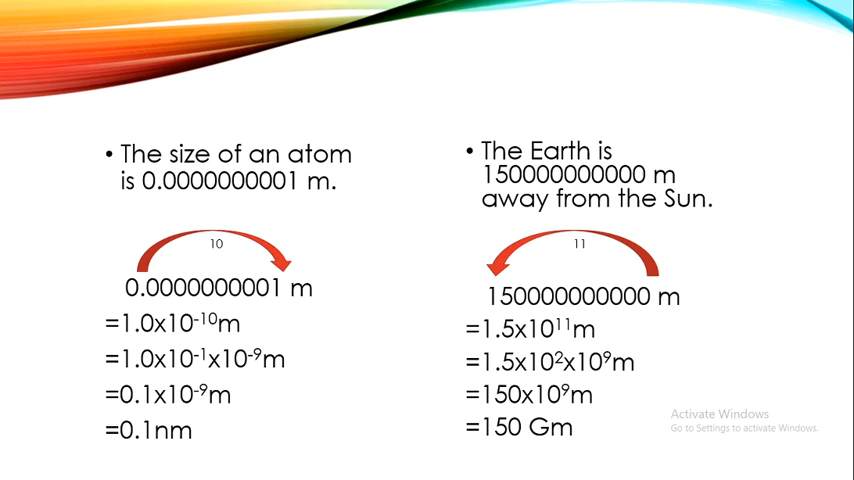 • The size of an atom
is 0.0000000001 m.
10
0.0000000001 m
=1.0x10⁻¹⁰m
=1.0x10⁻¹x10⁻⁹m
=0.1x10⁻⁹m
=0.1nm
• The Earth is
150000000000 m
away from the Sun.
11
150000000000 m
=1.5x10¹¹m
=1.5x10²x10⁹m
=150x10⁹m
=150 Gm
Activate Windows
Go to Settings to activate Windows.